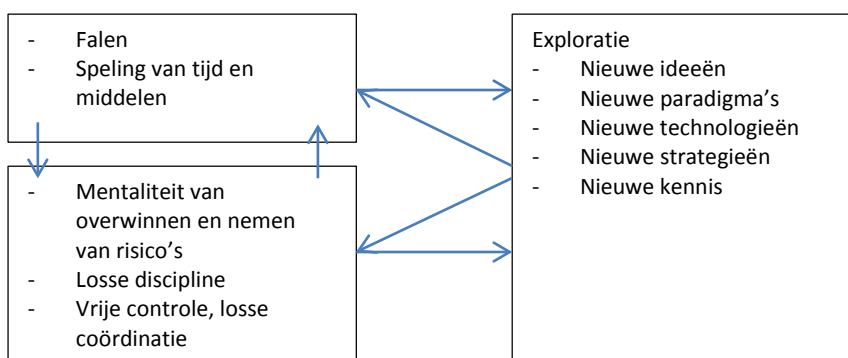 - Falen
- Speling van tijd en
middelen
- Mentaliteit van
overwinnen en nemen
van risico's
- Losse discipline
- Vrije controle, losse
coördinatie
Exploratie
- Nieuwe ideeën
- Nieuwe paradigma's
- Nieuwe technologieën
- Nieuwe strategieën
- Nieuwe kennis